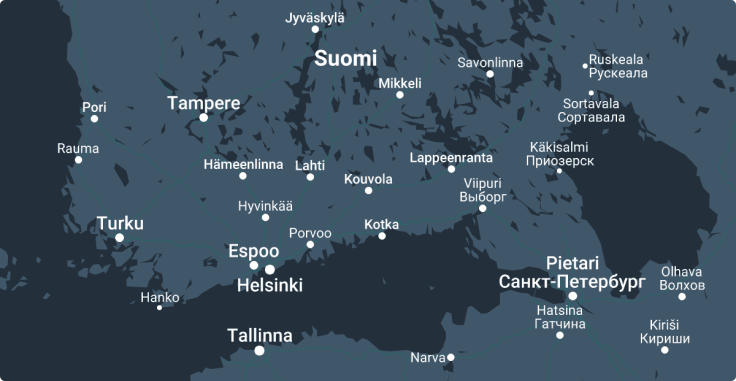 Jyväskylä
Suomi
Savonlinna
Ruskeala
Рускеала
Mikkeli
Pori
Tampere
Sortavala
Сортавала
Rauma
Hämeenlinna
Lahti
Kouvola
Lappeenranta
Käkisalmi
Приозерск
Viipuri
Выборг
Hyvinkää
Turku
Porvoo
Kotka
Espoo
Helsinki
Pietari
Санкт-Петербург
Olhava
Волхов
Hanko
Hatsina
Гатчина
Tallinna
Kiriši
Кириши
Narva